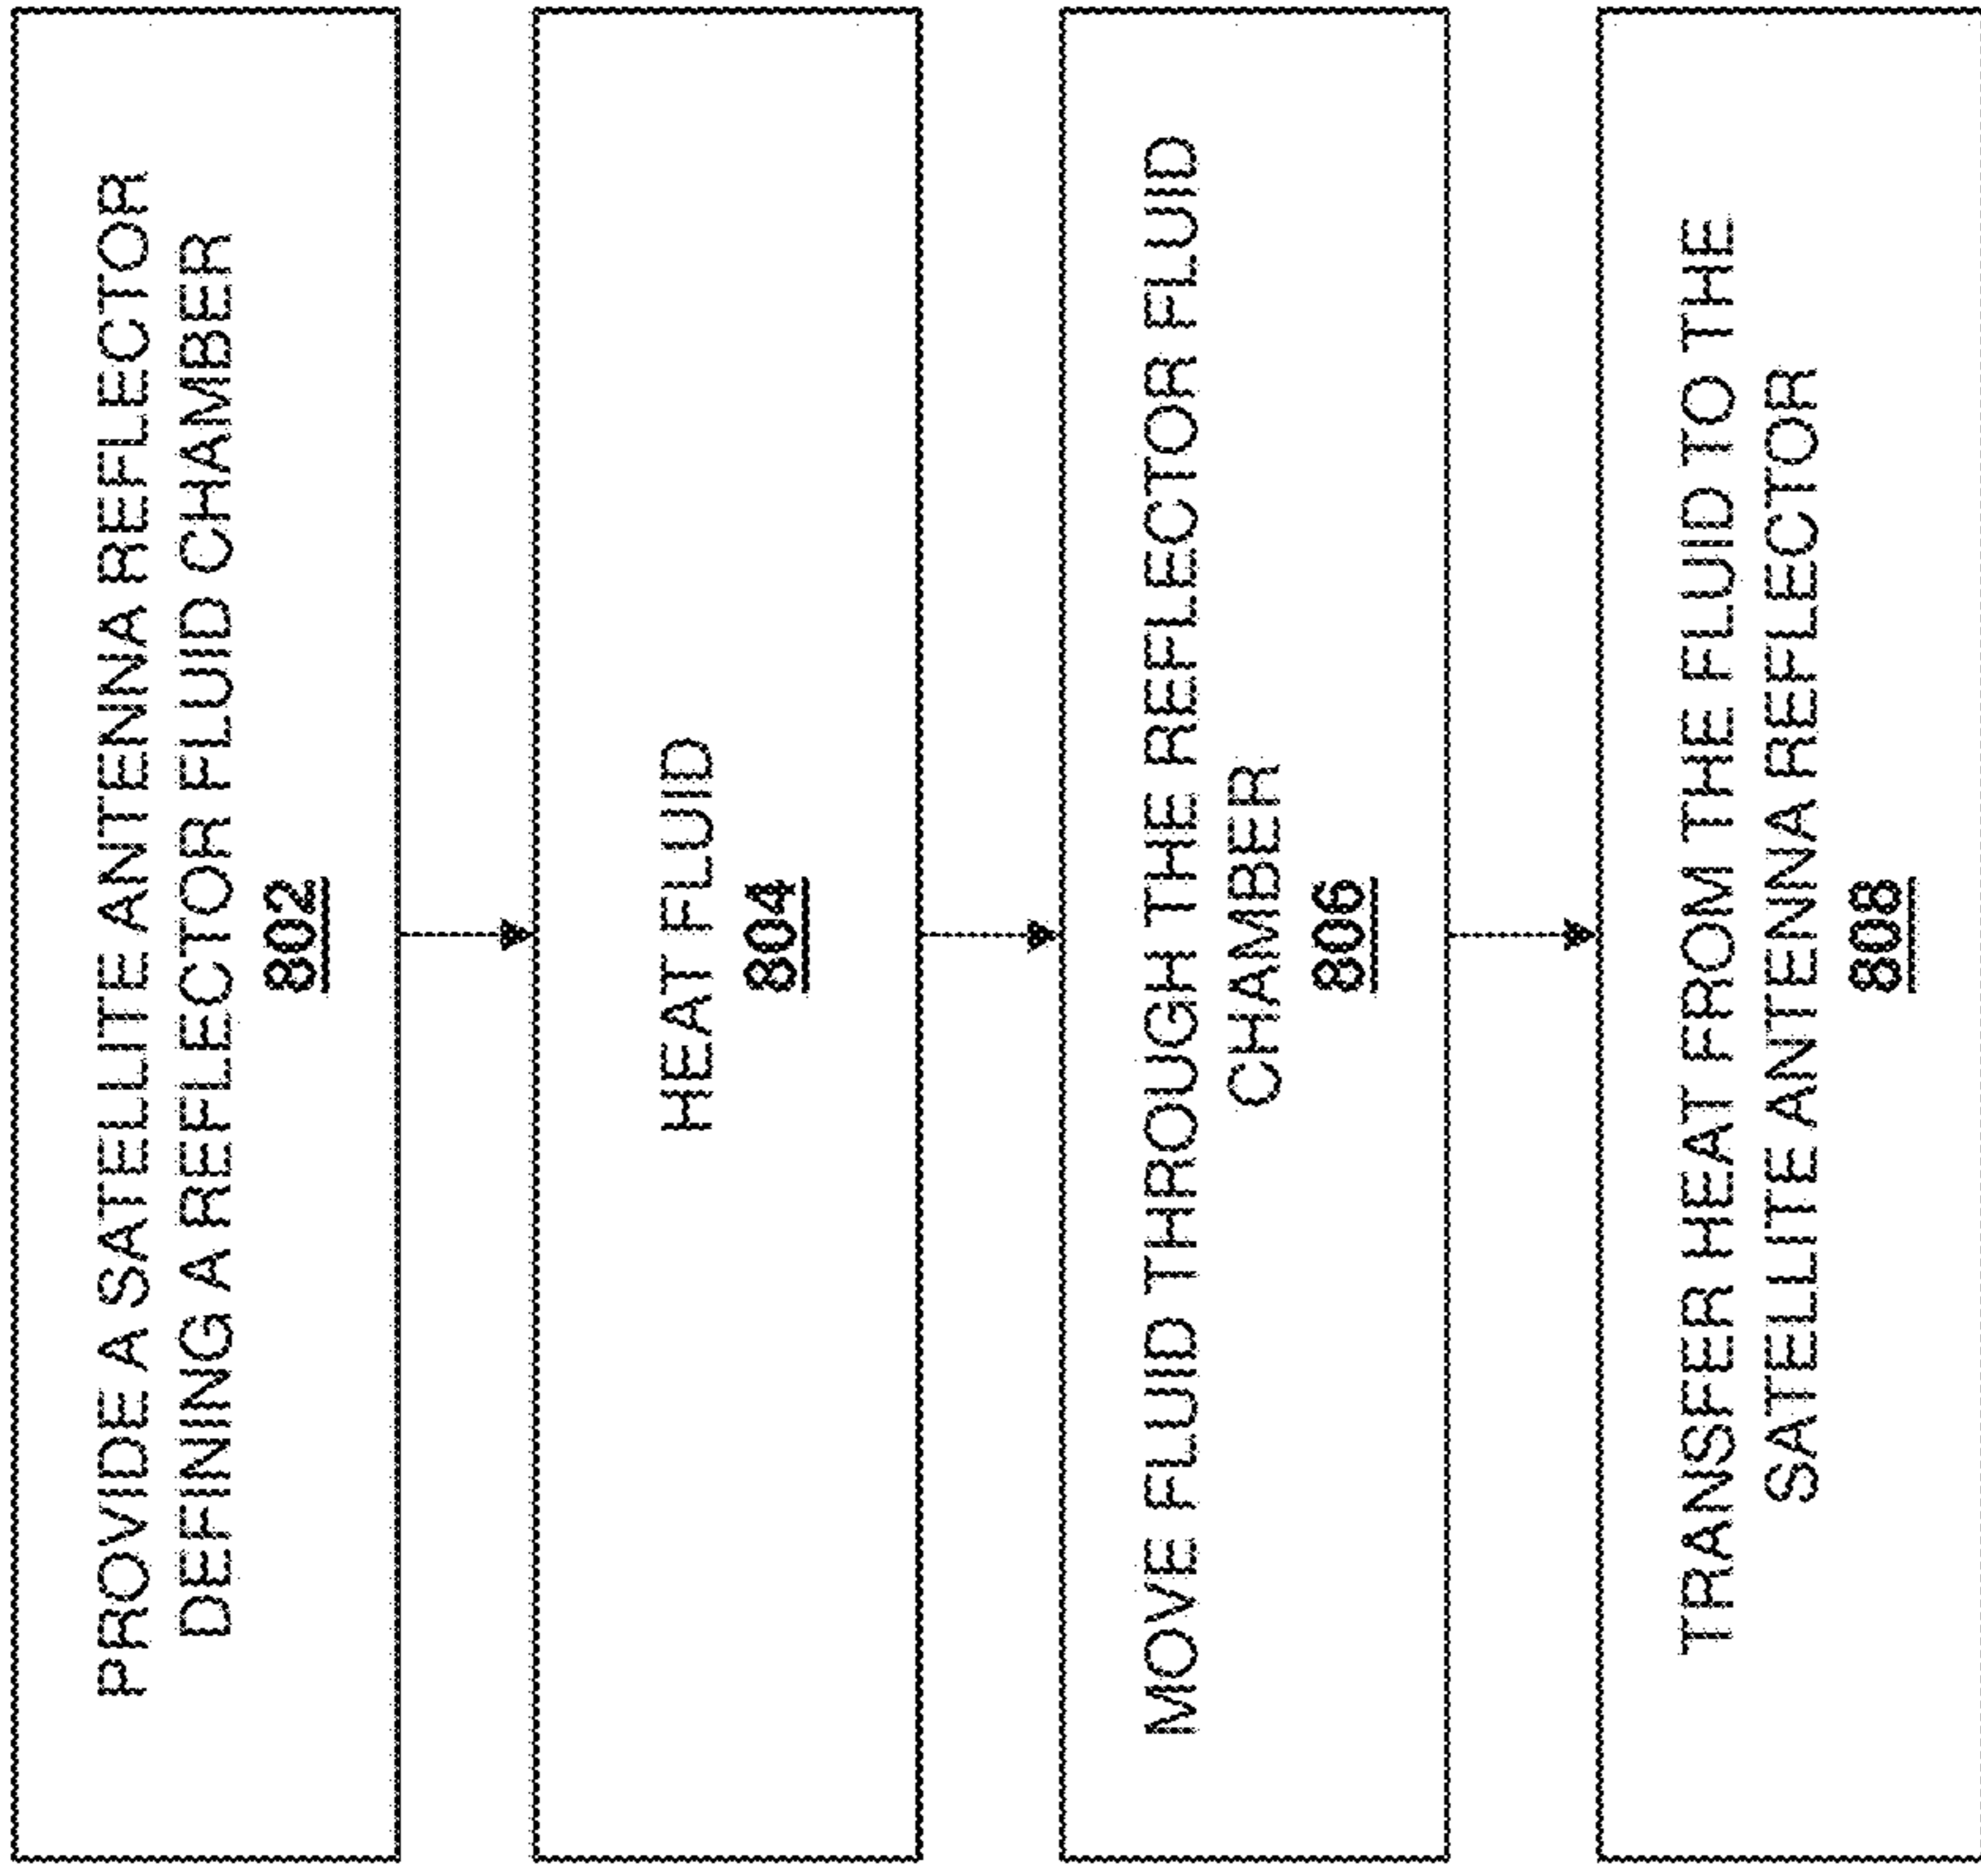 PROVIDE A SATELLITE ANTENNA REFLECTOR
DEFINING A REFLECTOR FLUID CHAMBER
802
HEAT FLUID
804
MOVE FLUID THROUGH THE REFLECTOR FLUID
CHAMBER
806
TRANSFER HEAT FROM THE FLUID TO THE
SATELLITE ANTENNA REFLECTOR
808